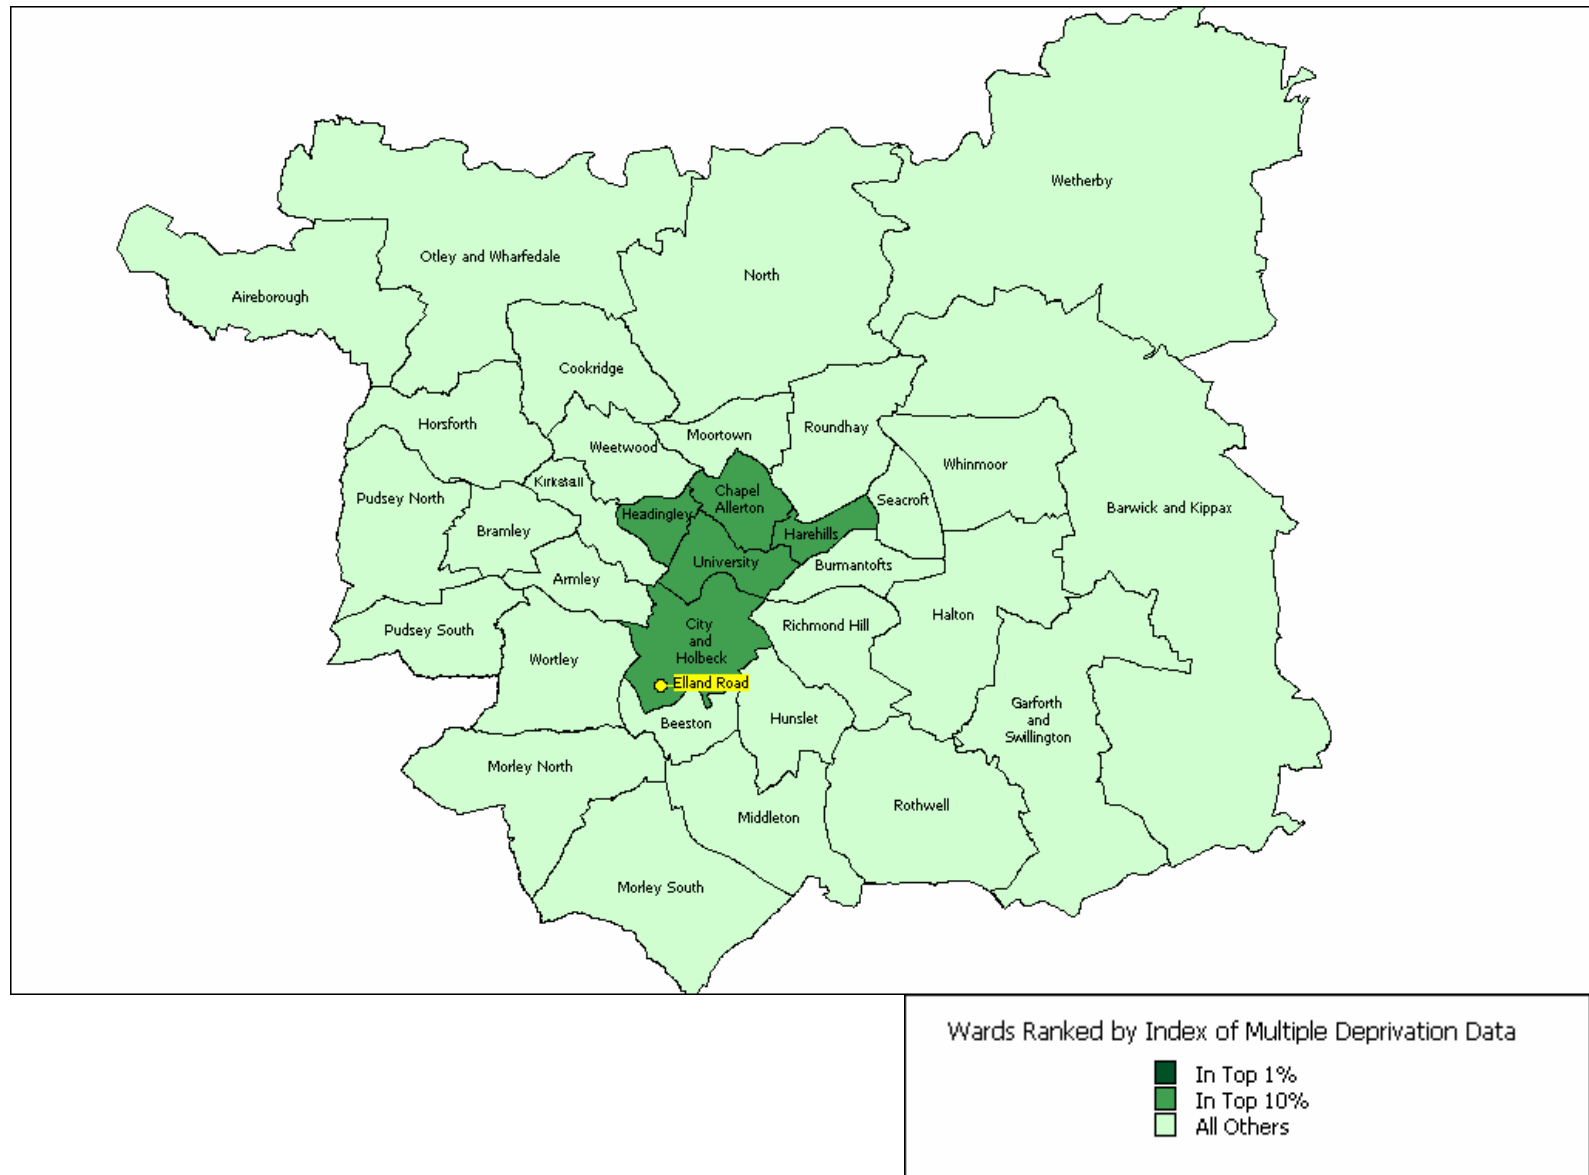 Wetherby
Otley and Wharfedale
North
Aireborough
Cookridge
Horsforth
Roundhay
Moortown
Weetwood
Whinmoor
Kirkstall
Pudsey North
Chapel
Allerton
Seacroft
Barwick and Kippax
Headingley
Bramley
Harehills
University
Burmantofts
Armley
Halton
City
and
Holbeck
Richmond Hill
Pudsey South
Wortley
Elland Road
Garforth
and
Swillington
Beeston
Hunslet
Morley North
Rothwell
Middleton
Morley South
Wards Ranked by Index of Multiple Deprivation Data
In Top 1%
In Top 10%
All Others